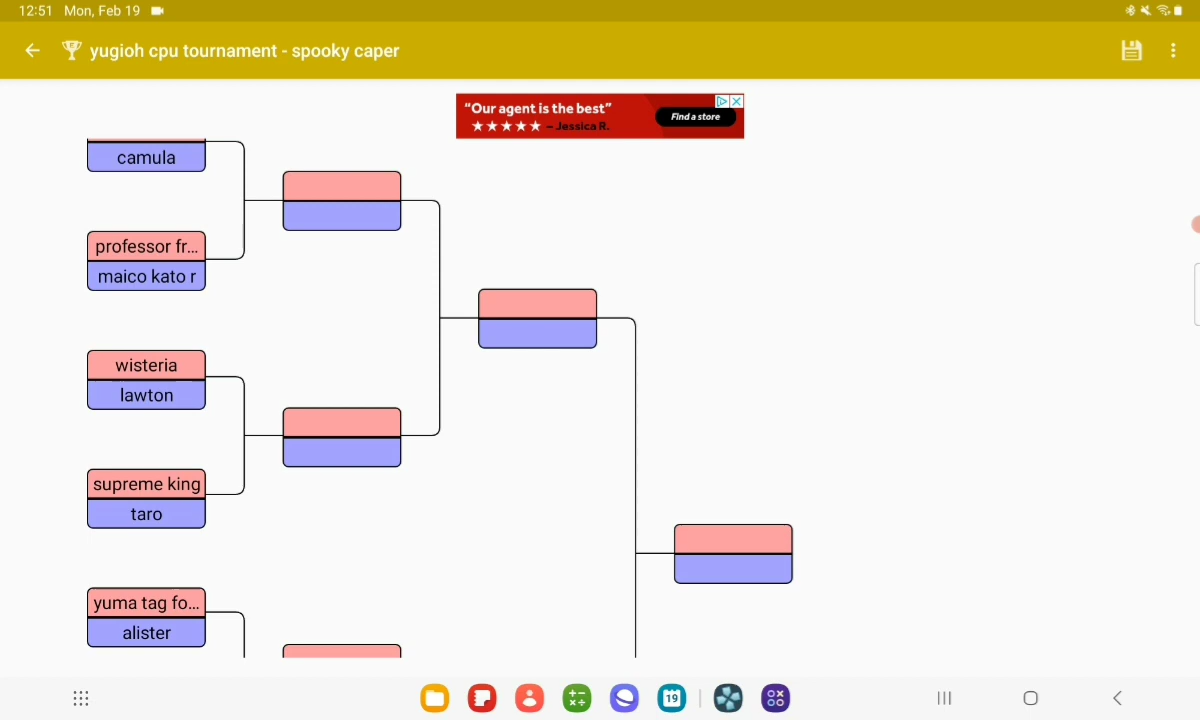 12:51 Mon, Feb 19
yugioh cpu tournament - spooky caper
“Our agent is the best”
★★★★★ – Jessica R.
Find a store
camula
professor fr...
maico kato r
wisteria
lawton
supreme king
taro
yuma tag fo...
alister
19